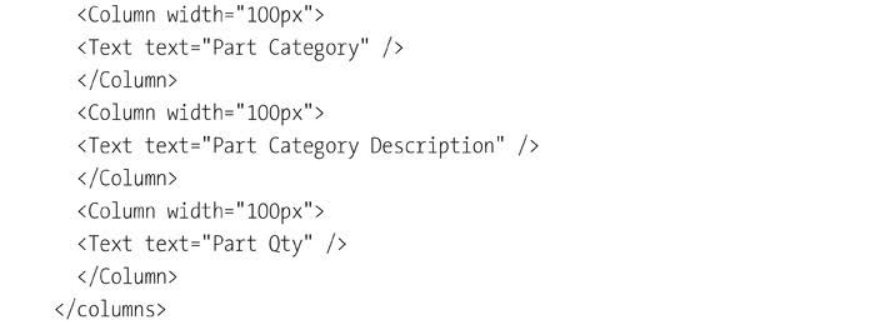 <Column width="100px">
<Text text="Part Category" />
</Column>
<Column width="100px">
<Text text="Part Category Description" />
</Column>
<Column width="100px">
<Text text="Part Qty" />
</Column>
</columns>